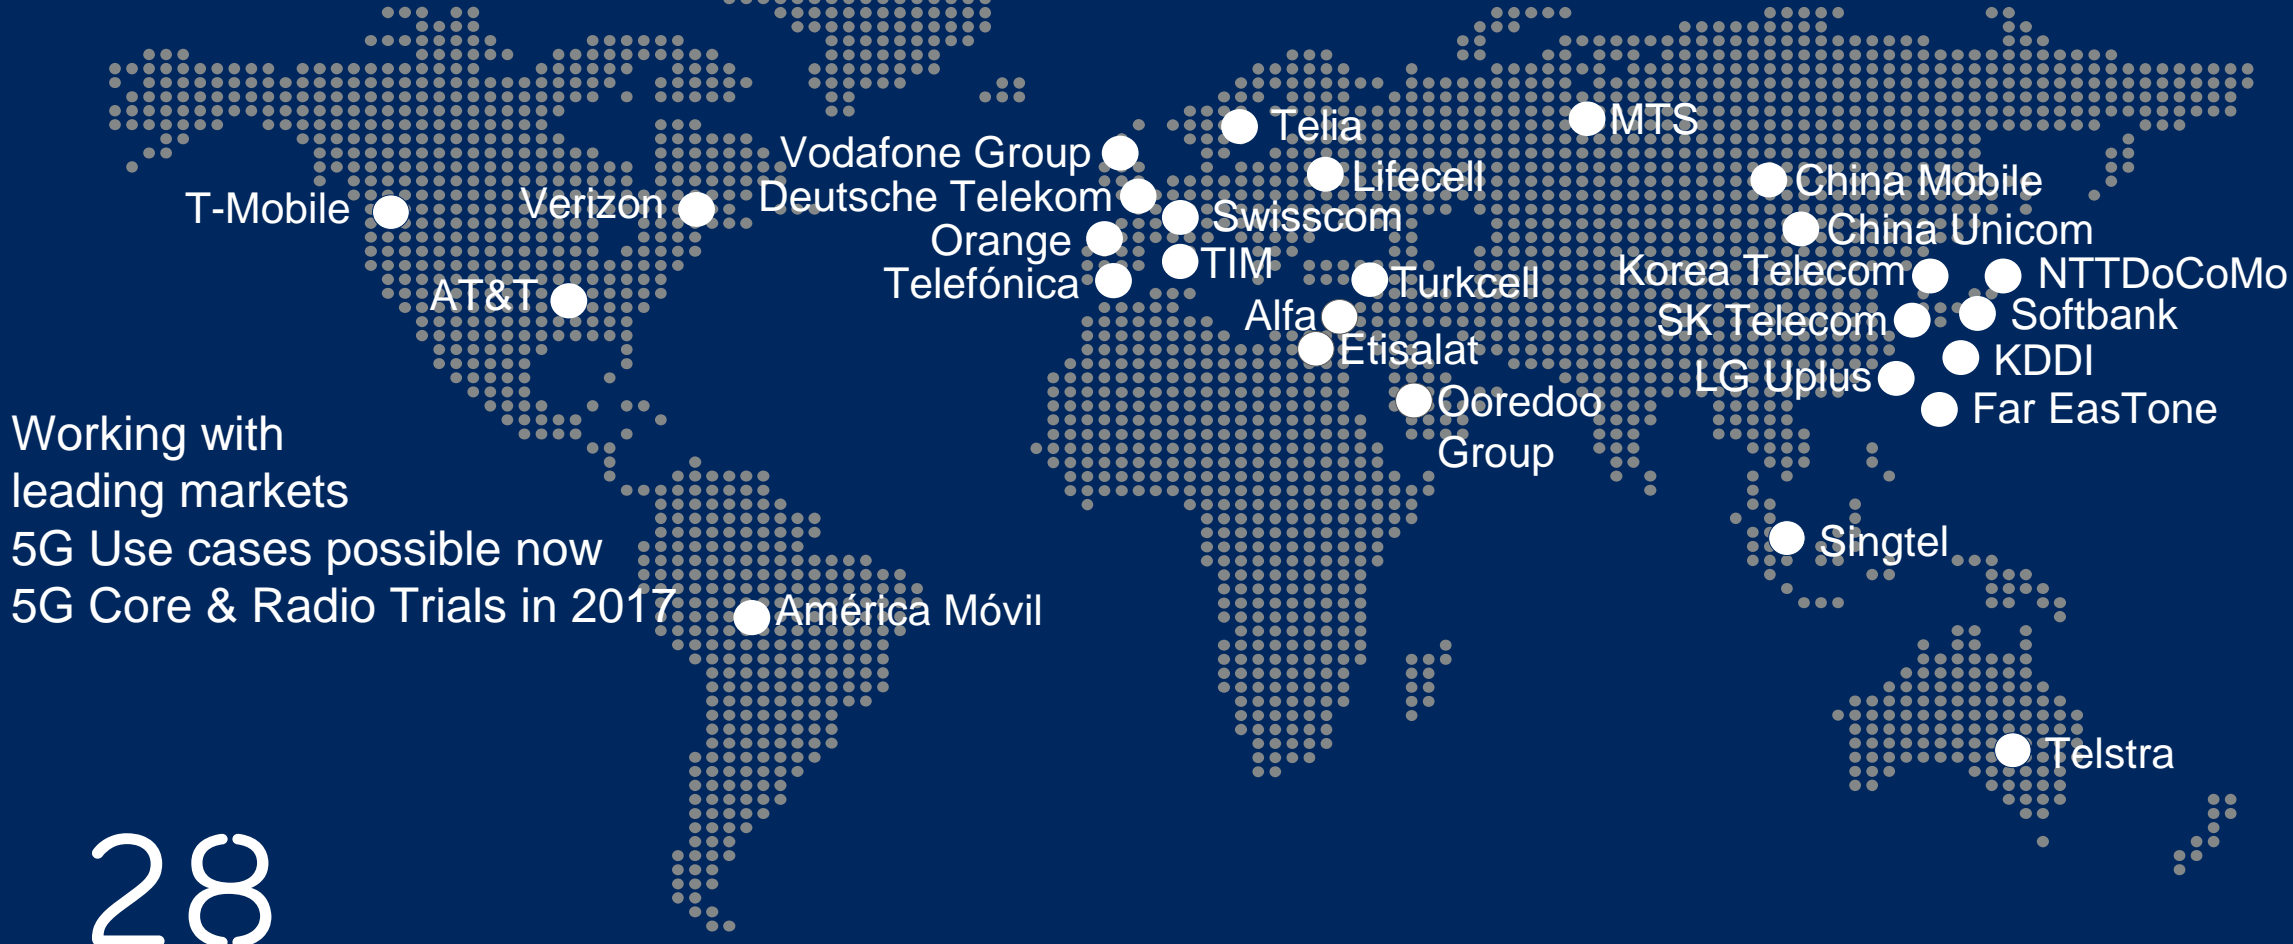 Telia
MTS
Vodafone Group
Lifecell
Deutsche Telekom
China Mobile
T-Mobile
Verizon
Swisscom
Orange
China Unicom
TIM
Telefónica
Turkcell
Korea Telecom
NTTDoCoMo
AT&T
Alfa
SK Telecom
Softbank
Etisalat
KDDI
LG Uplus
Ooredoo
Group
Far EasTone
Working with
leading markets
5G Use cases possible now
5G Core & Radio Trials in 2017
Singtel
América Móvil
Telstra
28